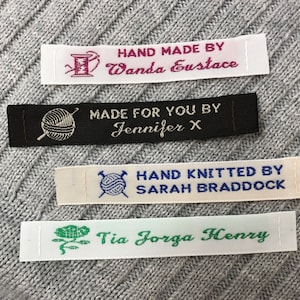 HAND MADE BY
Wanda Eustace
MADE FOR YOU BY
Jennifer X
HAND KNITTED BY
SARAH BRADDOCK
Tia Jorga Henry